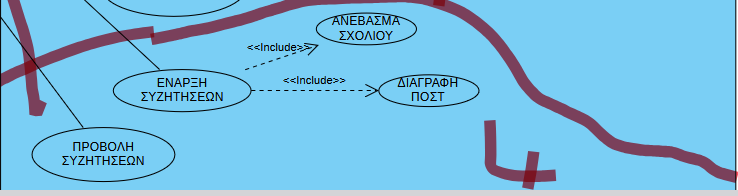 ΑΝΕΒΑΣΜΑ
ΣΧΟΛΙΟΥ
<<Include>>
<<Include>>
ΕΝΑΡΞΗ
ΣΥΖΗΤΗΣΕΩΝ
ΔΙΑΓΡΑΦΗ
ΠΟΣΤ
ΠΡΟΒΟΛΗ
ΣΥΖΗΤΗΣΕΩΝ